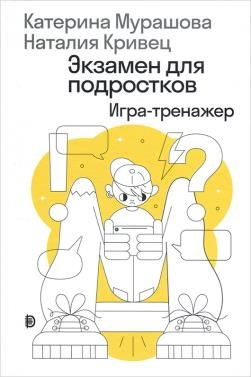 Катерина Мурашова
Наталия Кривец
Экзамен для
подростков
Игра-тренажер
!
?